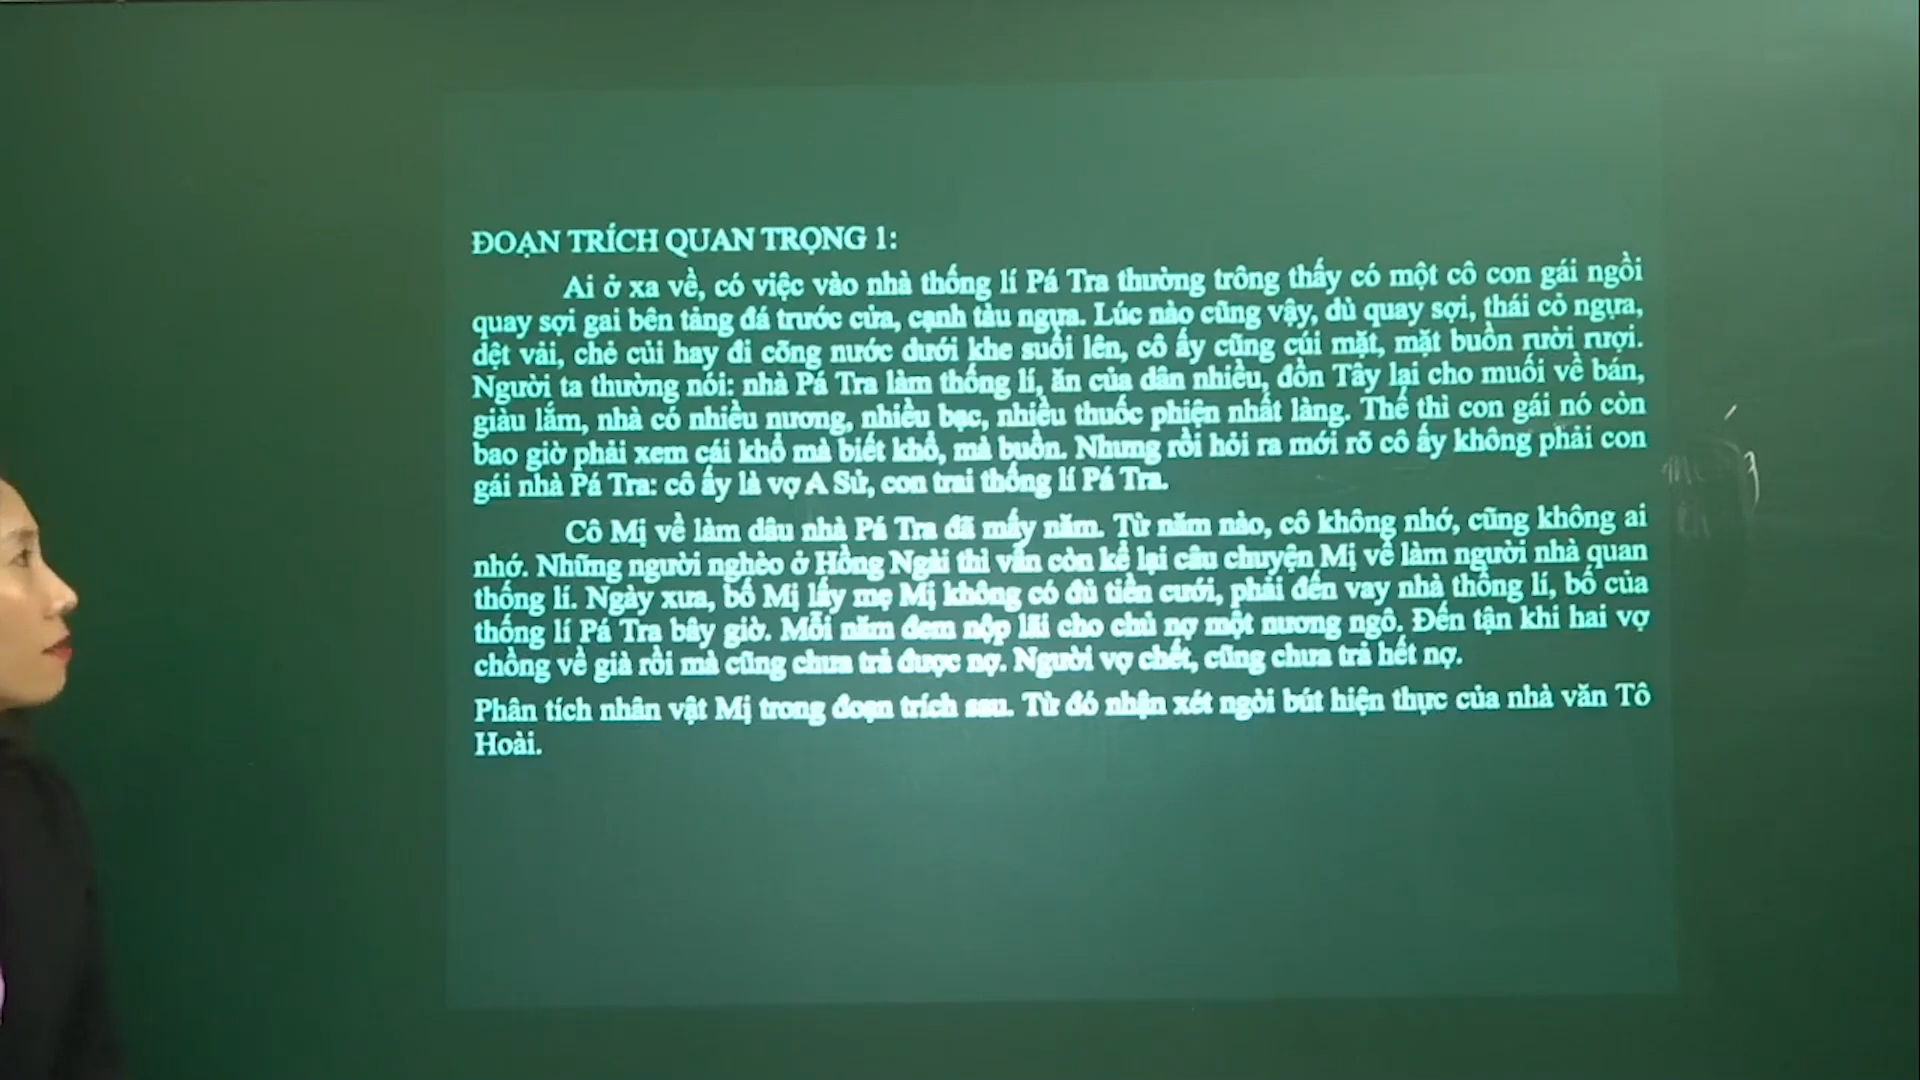 ĐOẠN TRÍCH QUAN TRỌNG 1:
Ai ở xa về, có việc vào nhà thống lí Pá Tra thường trông thấy có một cô con gái ngồi
quay sợi gai bên tảng đá trước cửa, cạnh tàu ngựa. Lúc nào cũng vậy, dù quay sợi, thái cỏ ngựa,
dệt vải, chẻ củi hay đi cõng nước dưới khe suối lên, cô ấy cũng cúi mặt, mặt buồn rười rượi.
Người ta thường nói: nhà Pá Tra làm thống lí, ăn của dân nhiều, đồn Tây lại cho muối về bán,
giàu lắm, nhà có nhiều nương, nhiều bạc, nhiều thuốc phiện nhất làng. Thế thì con gái nó còn
bao giờ phải xem cái khổ mà biết khổ, mà buồn. Nhưng rồi hỏi ra mới rõ cô ấy không phải con
gái nhà Pá Tra: cô ấy là vợ A Sử, con trai thống lí Pá Tra.
Cô Mị về làm dâu nhà Pá Tra đã mấy năm. Từ năm nào, cô không nhớ, cũng không ai
nhớ. Những người nghèo ở Hồng Ngài thì vẫn còn kể lại câu chuyện Mị về làm người nhà quan
thống lí. Ngày xưa, bố Mị lấy mẹ Mị không có đủ tiền cưới, phải đến vay nhà thống lí, bố của
thống lí Pá Tra bây giờ. Mỗi năm đem nộp lãi cho chủ nợ một nương ngô. Đến tận khi hai vợ
chồng về già rồi mà cũng chưa trả được nợ. Người vợ chết, cũng chưa trả hết nợ.
Phân tích nhân vật Mị trong đoạn trích sau. Từ đó nhận xét ngòi bút hiện thực của nhà văn Tô
Hoài.